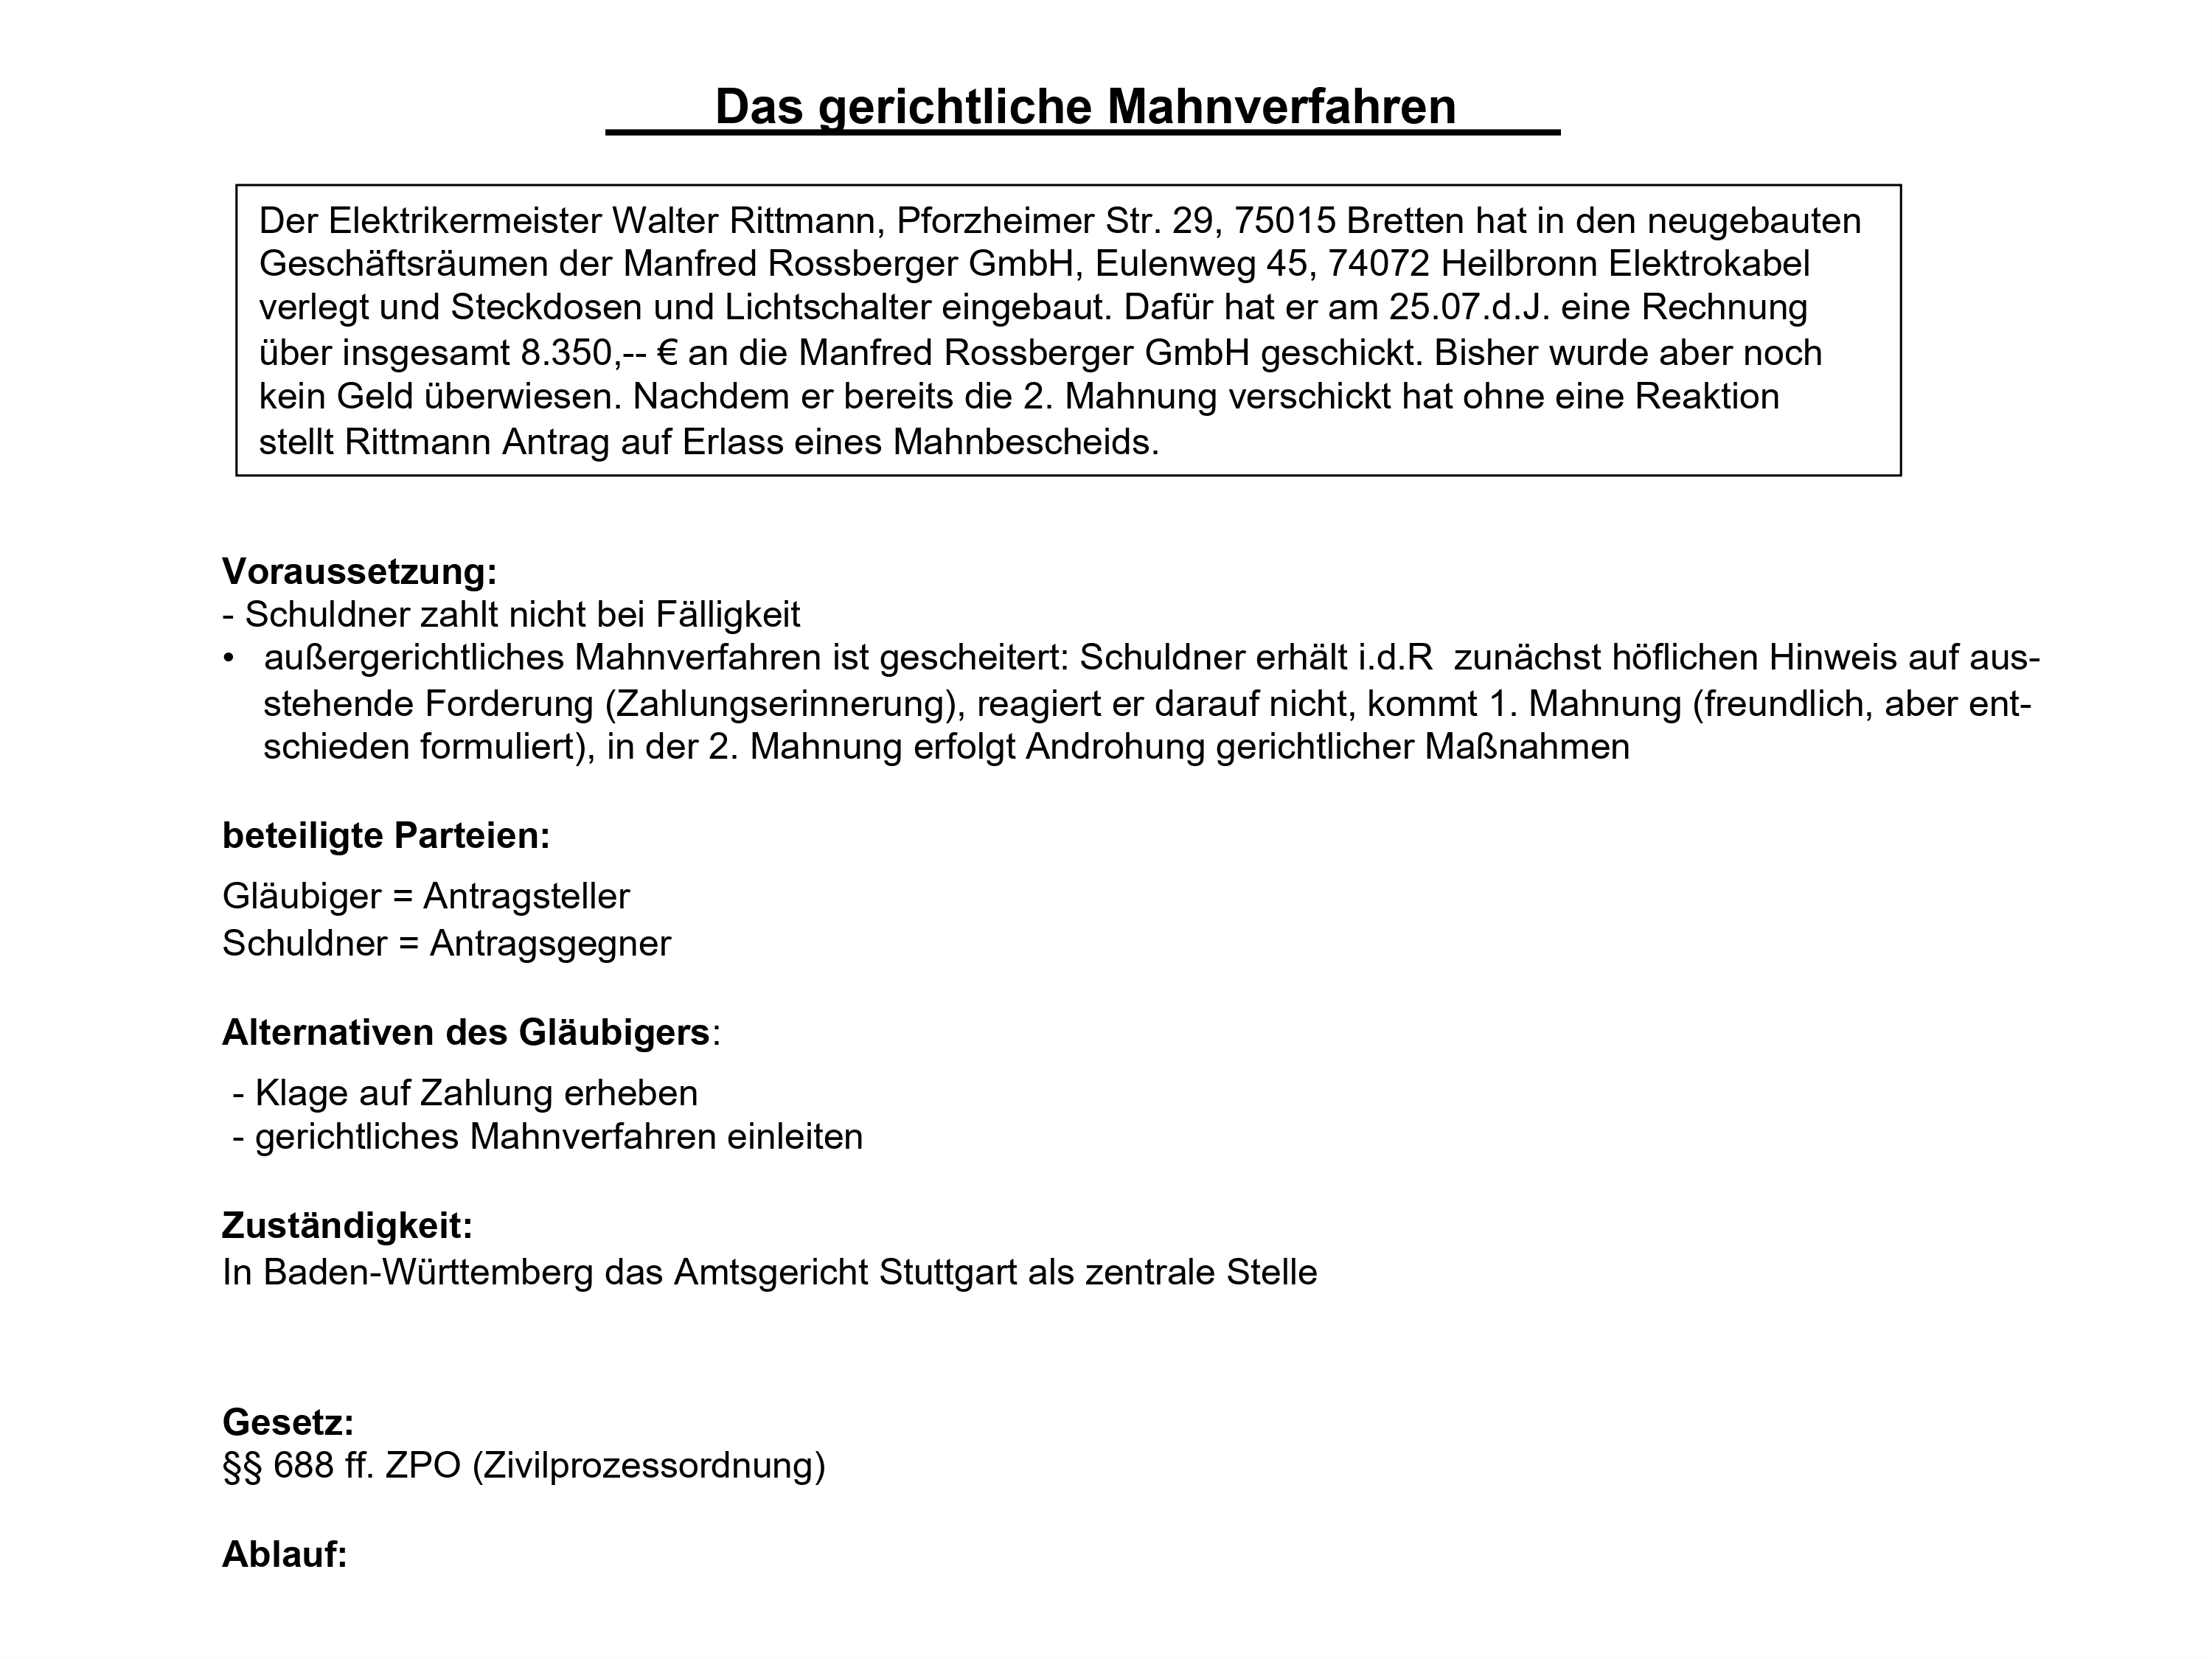 Das gerichtliche Mahnverfahren
Der Elektrikermeister Walter Rittmann, Pforzheimer Str. 29, 75015 Bretten hat in den neugebauten
Geschäftsräumen der Manfred Rossberger GmbH, Eulenweg 45, 74072 Heilbronn Elektrokabel
verlegt und Steckdosen und Lichtschalter eingebaut. Dafür hat er am 25.07.d.J. eine Rechnung
über insgesamt 8.350,-- € an die Manfred Rossberger GmbH geschickt. Bisher wurde aber noch
kein Geld überwiesen. Nachdem er bereits die 2. Mahnung verschickt hat ohne eine Reaktion
stellt Rittmann Antrag auf Erlass eines Mahnbescheids.
Voraussetzung:
- Schuldner zahlt nicht bei Fälligkeit
• außergerichtliches Mahnverfahren ist gescheitert: Schuldner erhält i.d.R  zunächst höflichen Hinweis auf aus-
stehende Forderung (Zahlungserinnerung), reagiert er darauf nicht, kommt 1. Mahnung (freundlich, aber ent-
schieden formuliert), in der 2. Mahnung erfolgt Androhung gerichtlicher Maßnahmen
beteiligte Parteien:
Gläubiger = Antragsteller
Schuldner = Antragsgegner
Alternativen des Gläubigers:
- Klage auf Zahlung erheben
- gerichtliches Mahnverfahren einleiten
Zuständigkeit:
In Baden-Württemberg das Amtsgericht Stuttgart als zentrale Stelle
Gesetz:
§§ 688 ff. ZPO (Zivilprozessordnung)
Ablauf: